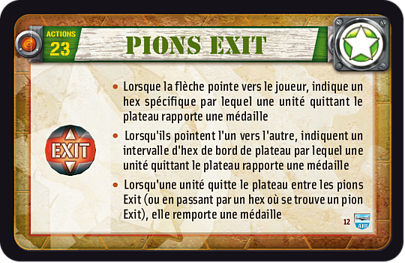 ACTIONS
23
PIONS EXIT
• Lorsque la flèche pointe vers le joueur, indique un
hex spécifique par lequel une unité quittant le
plateau rapporte une médaille
EXIT
• Lorsqu'ils pointent l'un vers l'autre, indiquent un
intervalle d'hex de bord de plateau par lequel une
unité quittant le plateau rapporte une médaille
• Lorsqu'une unité quitte le plateau entre les pions
Exit (ou en passant par un hex où se trouve un pion
Exit), elle remporte une médaille
12